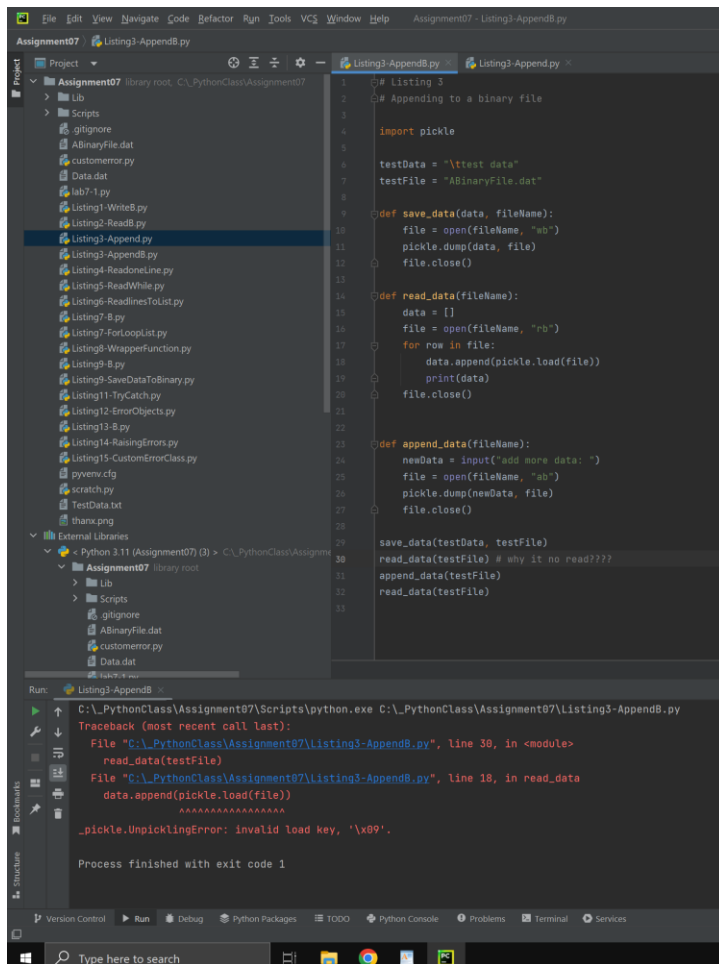 File Edit View Navigate Code Refactor Run Tools VCS Window Help Assignment07 - Listing3-AppendB.py
Assignment07 Listing3-AppendB.py
Project
Project
Listing3-AppendB.py
Listing3-Append.py
Assignment07 library root, C:\_PythonClass\Assignment07
Lib
Scripts
.gitignore
ABinaryFile.dat
customerror.py
Data.dat
lab7-1.py
Listing1-WriteB.py
Listing2-ReadB.py
Listing3-Append.py
Listing3-AppendB.py
Listing4-ReadoneLine.py
Listing5-ReadWhile.py
Listing6-ReadlinesToList.py
Listing7-B.py
Listing7-ForLoopList.py
Listing8-WrapperFunction.py
Listing9-B.py
Listing9-SaveDataToBinary.py
Listing11-TryCatch.py
Listing12-ErrorObjects.py
Listing13-B.py
Listing14-RaisingErrors.py
Listing15-CustomErrorClass.py
pyvenv.cfg
scratch.py
TestData.txt
thanx.png
External Libraries
< Python 3.11 (Assignment07) (3) > C:\_PythonClass\Assignme
Assignment07 library root
Lib
Scripts
.gitignore
ABinaryFile.dat
customerror.py
Data.dat
lab7-1.py
1 # Listing 3
2 # Appending to a binary file
3
4 import pickle
5
6 testData = "\ttest data"
7 testFile = "ABinaryFile.dat"
8
9 def save_data(data, fileName):
10 file = open(fileName, "wb")
11 pickle.dump(data, file)
12 file.close()
13
14 def read_data(fileName):
15 data = []
16 file = open(fileName, "rb")
17 for row in file:
18 data.append(pickle.load(file))
19 print(data)
20 file.close()
21
22
23 def append_data(fileName):
24 newData = input("add more data: ")
25 file = open(fileName, "ab")
26 pickle.dump(newData, file)
27 file.close()
28
29 save_data(testData, testFile)
30 read_data(testFile) # why it no read????
31 append_data(testFile)
32 read_data(testFile)
33
Run: Listing3-AppendB
C:\_PythonClass\Assignment07\Scripts\python.exe C:\_PythonClass\Assignment07\Listing3-AppendB.py
Traceback (most recent call last):
File "C:\_PythonClass\Assignment07\Listing3-AppendB.py", line 30, in <module>
read_data(testFile)
File "C:\_PythonClass\Assignment07\Listing3-AppendB.py", line 18, in read_data
data.append(pickle.load(file))
^^^^^^^^^^^^^^^^^
_pickle.UnpicklingError: invalid load key, '\x09'.
Process finished with exit code 1
Bookmarks
Structure
Version Control Run Debug Python Packages TODO Python Console Problems Terminal Services
Type here to search
PC